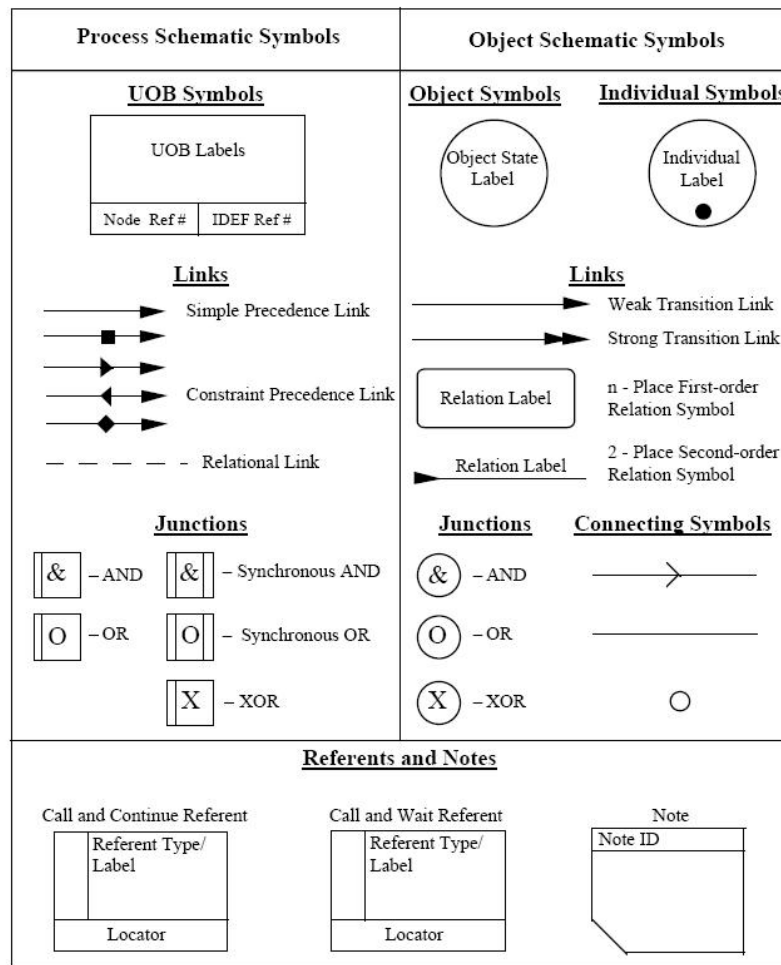 Process Schematic Symbols
Object Schematic Symbols
UOB Symbols
UOB Labels
Node Ref #
IDEF Ref #
Links
Simple Precedence Link
Constraint Precedence Link
Relational Link
Junctions
& – AND
& – Synchronous AND
O – OR
O – Synchronous OR
X – XOR
Object Symbols
Individual Symbols
Object State
Label
Individual
Label
Links
Weak Transition Link
Strong Transition Link
Relation Label
n - Place First-order
Relation Symbol
Relation Label
2 - Place Second-order
Relation Symbol
Junctions
Connecting Symbols
& – AND
O – OR
X – XOR
Referents and Notes
Call and Continue Referent
Referent Type/
Label
Locator
Call and Wait Referent
Referent Type/
Label
Locator
Note
Note ID